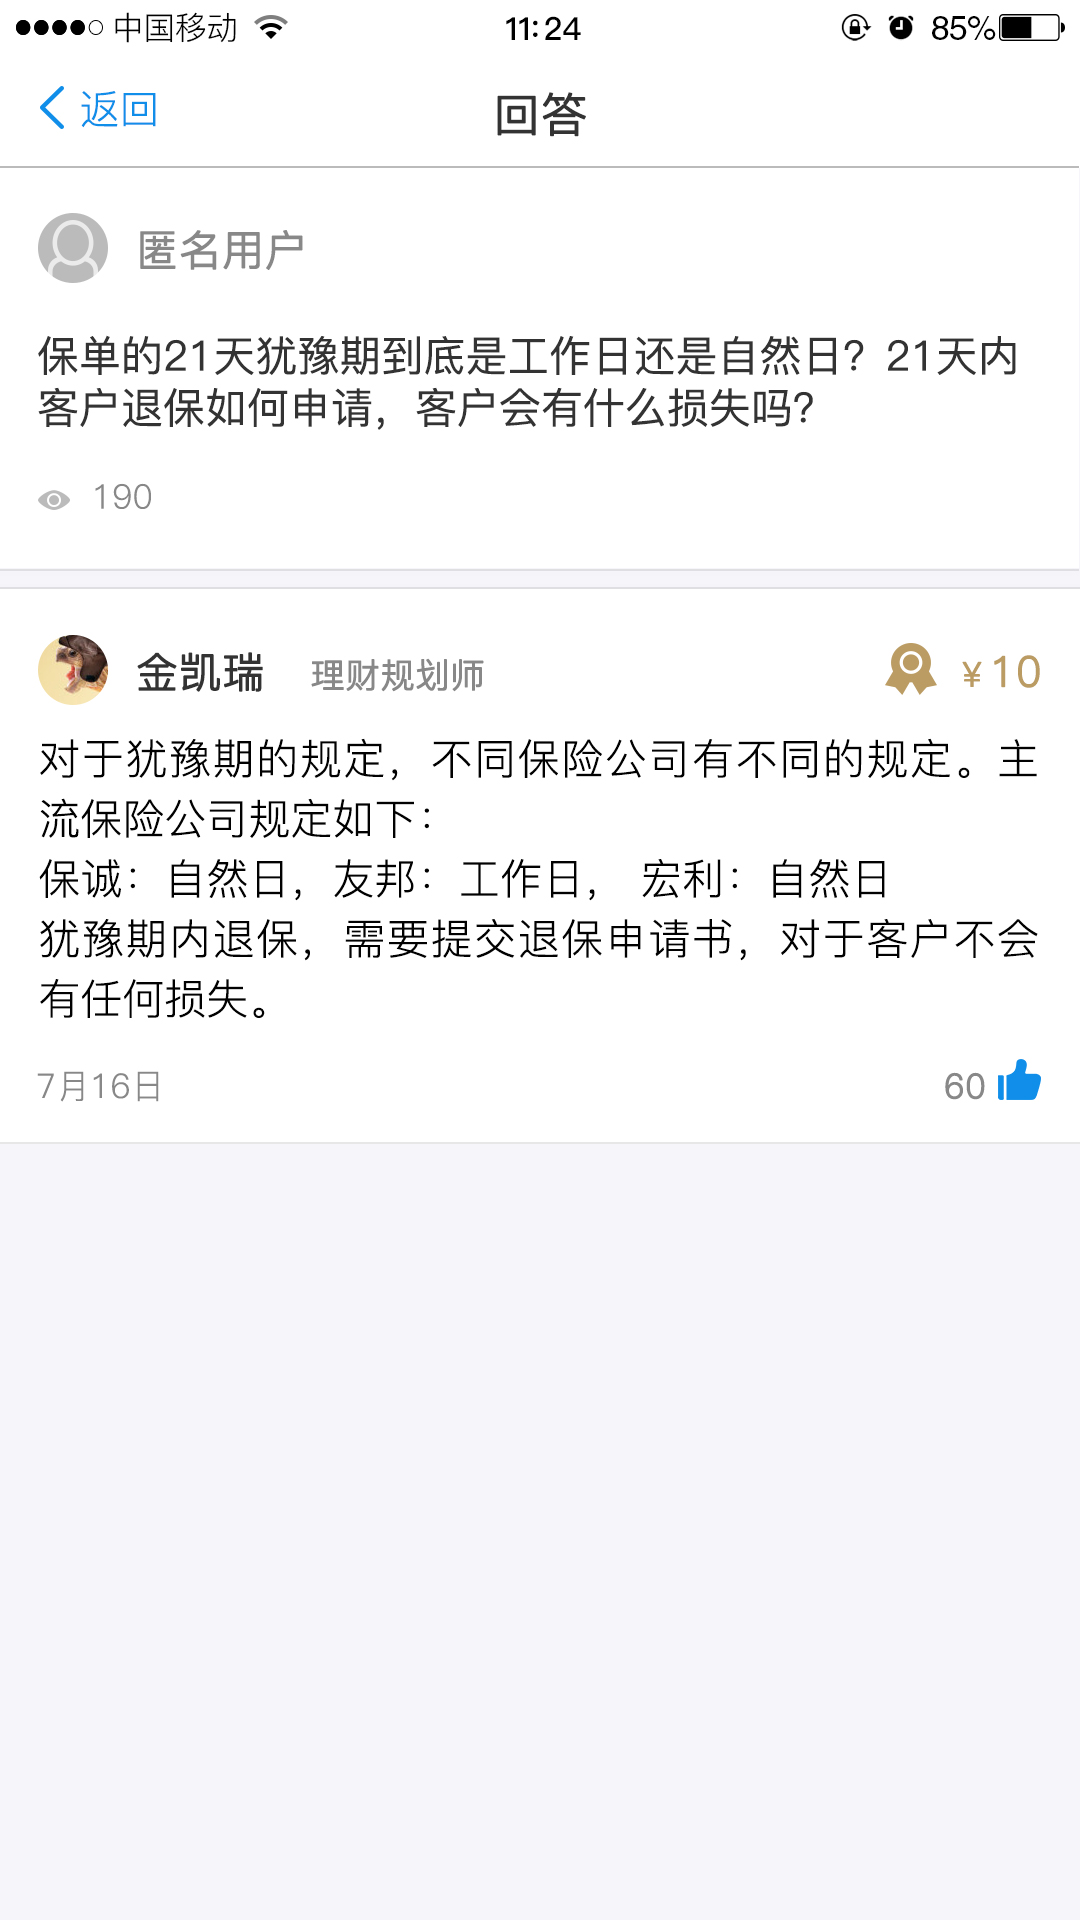 中国移动 11:24 85%
返回 回答
匿名用户
保单的21天犹豫期到底是工作日还是自然日？21天内
客户退保如何申请，客户会有什么损失吗？
190
金凯瑞 理财规划师 ¥10
对于犹豫期的规定，不同保险公司有不同的规定。主
流保险公司规定如下：
保诚：自然日，友邦：工作日， 宏利：自然日
犹豫期内退保，需要提交退保申请书，对于客户不会
有任何损失。
7月16日 60